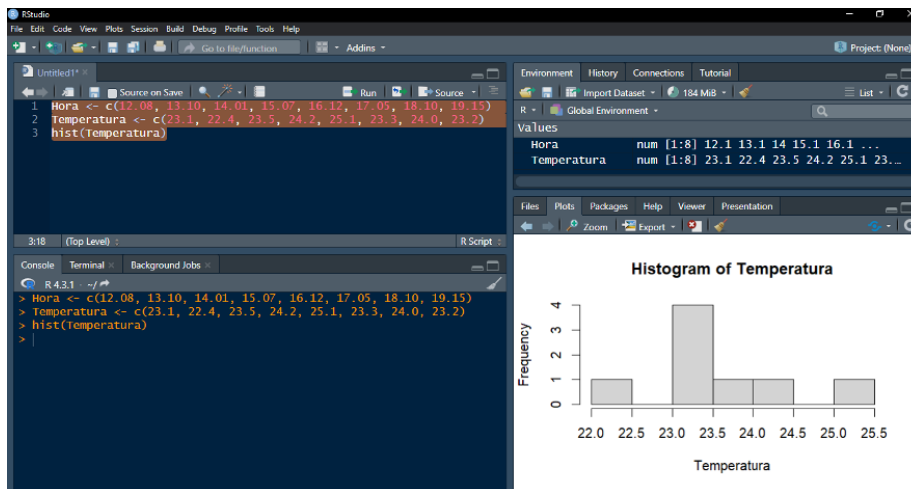 RStudio
File Edit Code View Plots Session Build Debug Profile Tools Help
Go to file/function Addins Project: (None)
Untitled1*
Source on Save Run Source
1 Hora <- c(12.08, 13.10, 14.01, 15.07, 16.12, 17.05, 18.10, 19.15)
2 Temperatura <- c(23.1, 22.4, 23.5, 24.2, 25.1, 23.3, 24.0, 23.2)
3 hist(Temperatura)
3:18 (Top Level) R Script
Console Terminal Background Jobs
R 4.3.1 · ~/
> Hora <- c(12.08, 13.10, 14.01, 15.07, 16.12, 17.05, 18.10, 19.15)
> Temperatura <- c(23.1, 22.4, 23.5, 24.2, 25.1, 23.3, 24.0, 23.2)
> hist(Temperatura)
>
Environment History Connections Tutorial
Import Dataset 184 MiB List
R Global Environment
Values
Hora num [1:8] 12.1 13.1 14 15.1 16.1 ...
Temperatura num [1:8] 23.1 22.4 23.5 24.2 25.1 23.…
Files Plots Packages Help Viewer Presentation
Zoom Export
Histogram of Temperatura
Frequency
4
3
2
1
0
22.0 22.5 23.0 23.5 24.0 24.5 25.0 25.5
Temperatura